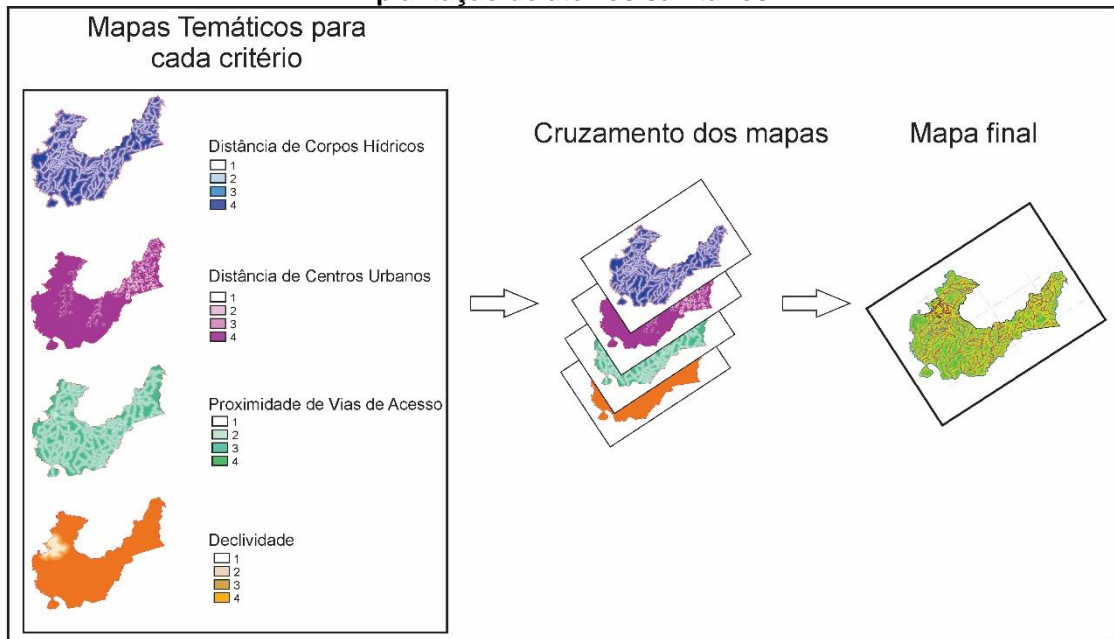 Mapas Temáticos para
cada critério
Distância de Corpos Hídricos
1
2
3
4
Distância de Centros Urbanos
1
2
3
4
Proximidade de Vias de Acesso
1
2
3
4
Declividade
1
2
3
4
Cruzamento dos mapas
Mapa final